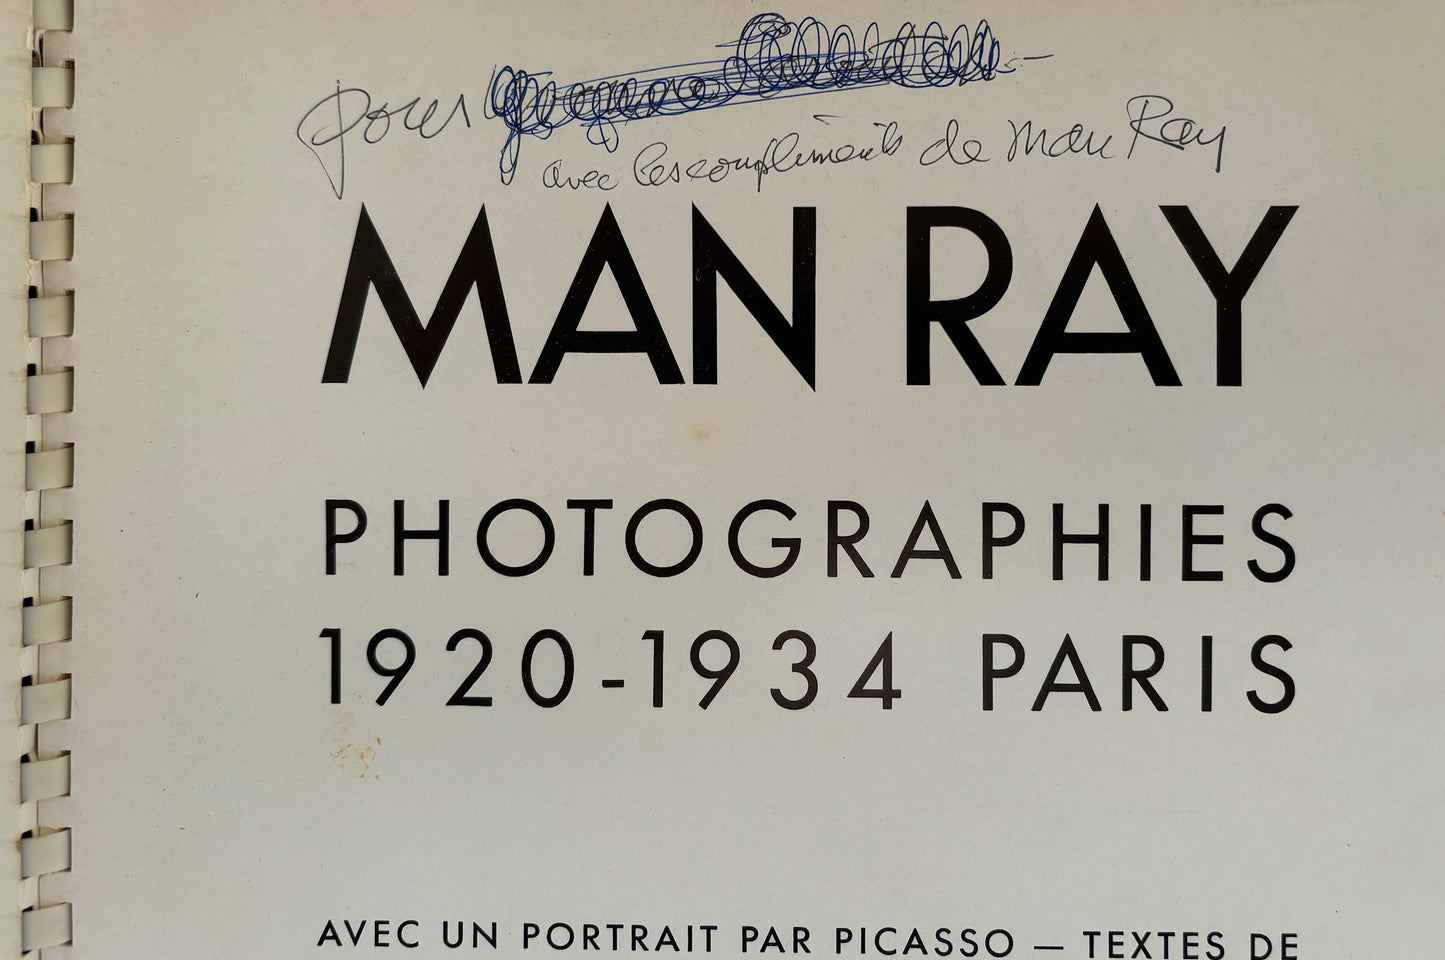 pour
avec les compliments de Man Ray
MAN RAY
PHOTOGRAPHIES
1920-1934 PARIS
AVEC UN PORTRAIT PAR PICASSO — TEXTES DE